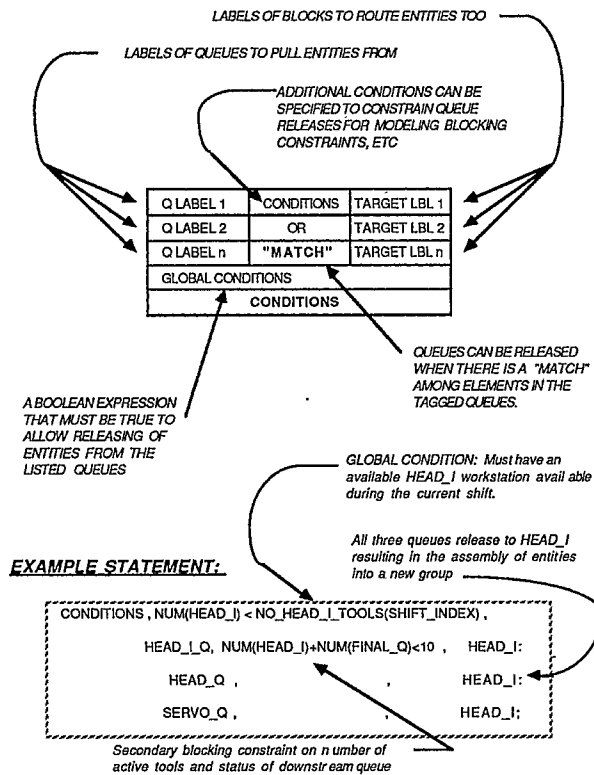 LABELS OF BLOCKS TO ROUTE ENTITIES TOO
LABELS OF QUEUES TO PULL ENTITIES FROM
ADDITIONAL CONDITIONS CAN BE
SPECIFIED TO CONSTRAIN QUEUE
RELEASES FOR MODELING BLOCKING
CONSTRAINTS, ETC
Q LABEL 1 CONDITIONS TARGET LBL 1
Q LABEL 2 OR TARGET LBL 2
Q LABEL n "MATCH" TARGET LBL n
GLOBAL CONDITIONS
CONDITIONS
QUEUES CAN BE RELEASED
WHEN THERE IS A "MATCH"
AMONG ELEMENTS IN THE
TAGGED QUEUES.
A BOOLEAN EXPRESSION
THAT MUST BE TRUE TO
ALLOW RELEASING OF
ENTITIES FROM THE
LISTED QUEUES
GLOBAL CONDITION: Must have an
available HEAD_I workstation available
during the current shift.
All three queues release to HEAD_I
resulting in the assembly of entities
into a new group
EXAMPLE STATEMENT:
CONDITIONS , NUM(HEAD_I) < NO_HEAD_I_TOOLS(SHIFT_INDEX) ,
HEAD_I_Q, NUM(HEAD_I)+NUM(FINAL_Q)<10 , HEAD_I:
HEAD_Q , , HEAD_I:
SERVO_Q , , HEAD_I;
Secondary blocking constraint on number of
active tools and status of downstream queue